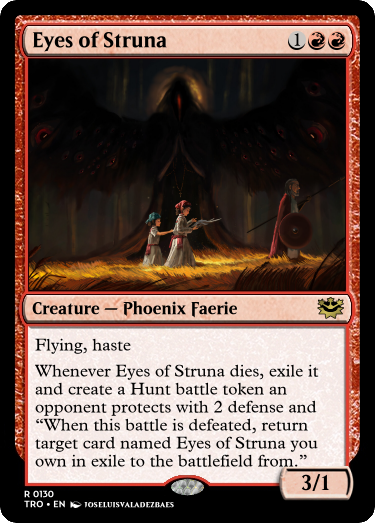 Eyes of Struna 1
Creature — Phoenix Faerie
Flying, haste
Whenever Eyes of Struna dies, exile it
and create a Hunt battle token an
opponent protects with 2 defense and
“When this battle is defeated, return
target card named Eyes of Struna you
own in exile to the battlefield from.”
3/1
R 0130
TRO • EN JOSELUISVALADEZBAES